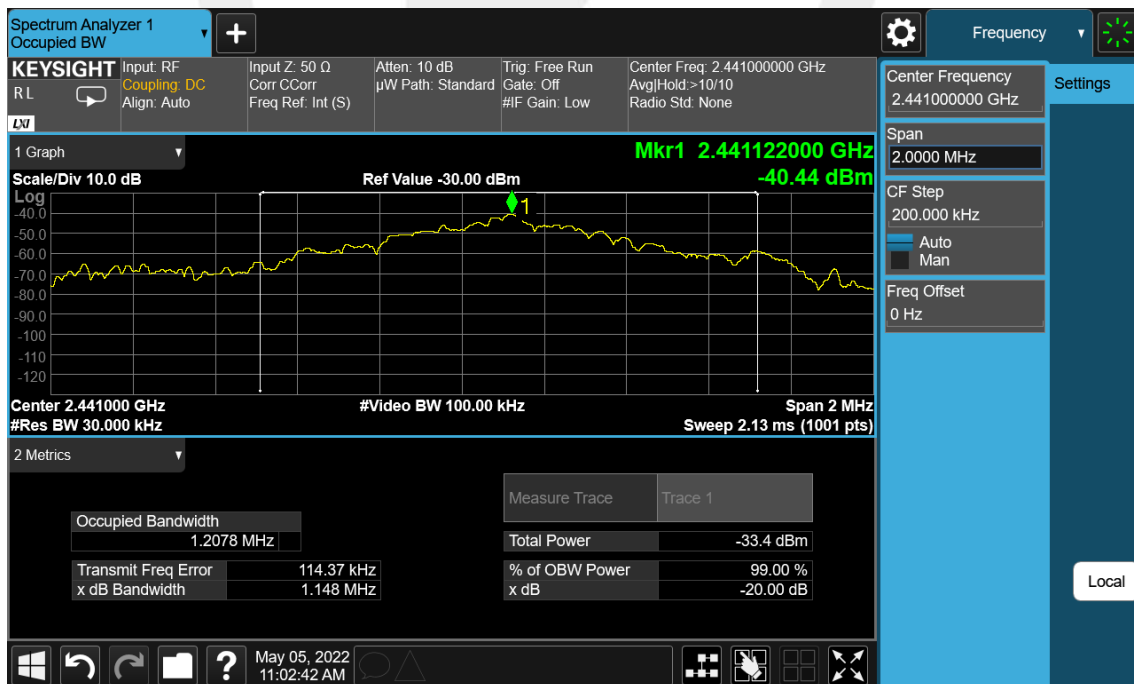 Spectrum Analyzer 1
Occupied BW
+
Frequency
KEYSIGHT
RL
LXI
Input: RF
Coupling: DC
Align: Auto
Input Z: 50 Ω
Corr CCorr
Freq Ref: Int (S)
Atten: 10 dB
µW Path: Standard
Trig: Free Run
Gate: Off
#IF Gain: Low
Center Freq: 2.441000000 GHz
Avg|Hold:>10/10
Radio Std: None
Center Frequency
2.441000000 GHz
Settings
Span
2.0000 MHz
CF Step
200.000 kHz
Auto
Man
Freq Offset
0 Hz
Local
1 Graph
Mkr1 2.441122000 GHz
-40.44 dBm
Scale/Div 10.0 dB
Ref Value -30.00 dBm
Log
1
-40.0
-50.0
-60.0
-70.0
-80.0
-90.0
-100
-110
-120
Center 2.441000 GHz
#Video BW 100.00 kHz
Span 2 MHz
#Res BW 30.000 kHz
Sweep 2.13 ms (1001 pts)
2 Metrics
Measure Trace
Trace 1
Occupied Bandwidth
1.2078 MHz
Total Power
-33.4 dBm
Transmit Freq Error
114.37 kHz
% of OBW Power
99.00 %
x dB Bandwidth
1.148 MHz
x dB
-20.00 dB
?
May 05, 2022
11:02:42 AM